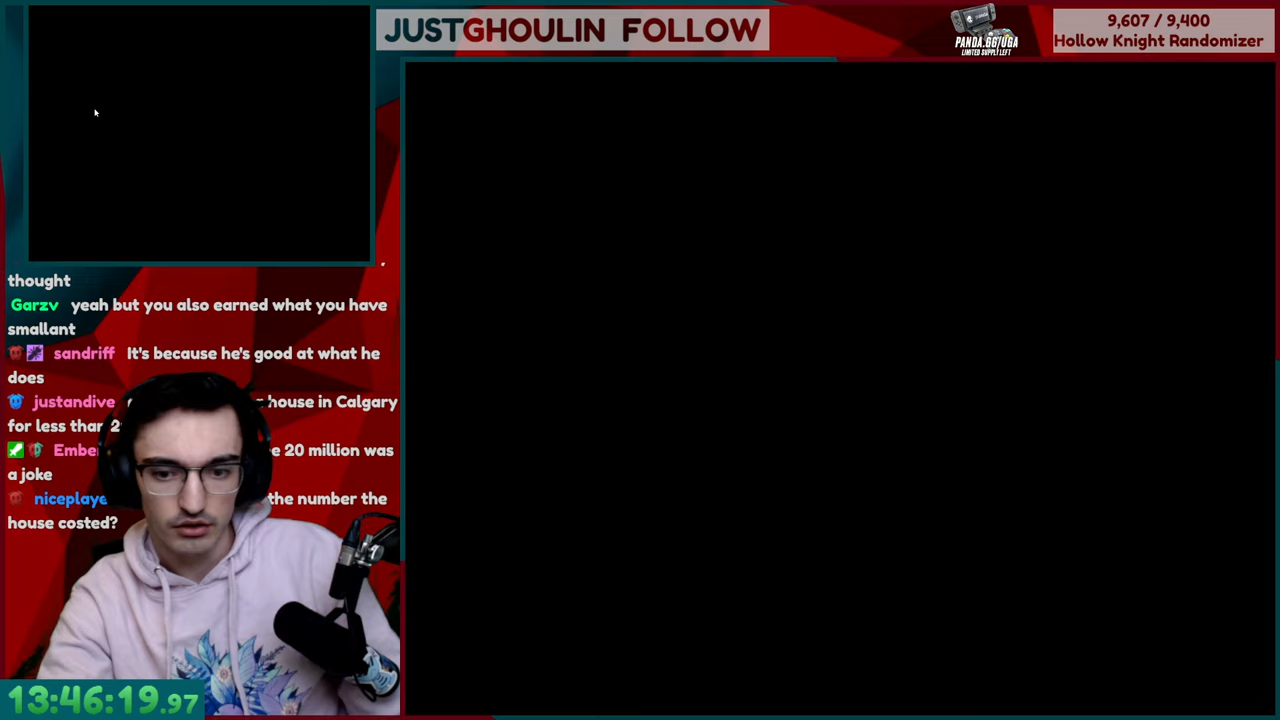 JUSTGHOULIN FOLLOW
PANDA.GG/UGA
LIMITED SUPPLY LEFT
9,607 / 9,400
Hollow Knight Randomizer
thought
Garzv yeah but you also earned what you have
smallant
sandriff It's because he's good at what he
does
justandive house in Calgary
for less than 2
Embe 20 million was
a joke
niceplaye the number the
house costed?
13:46:19.97